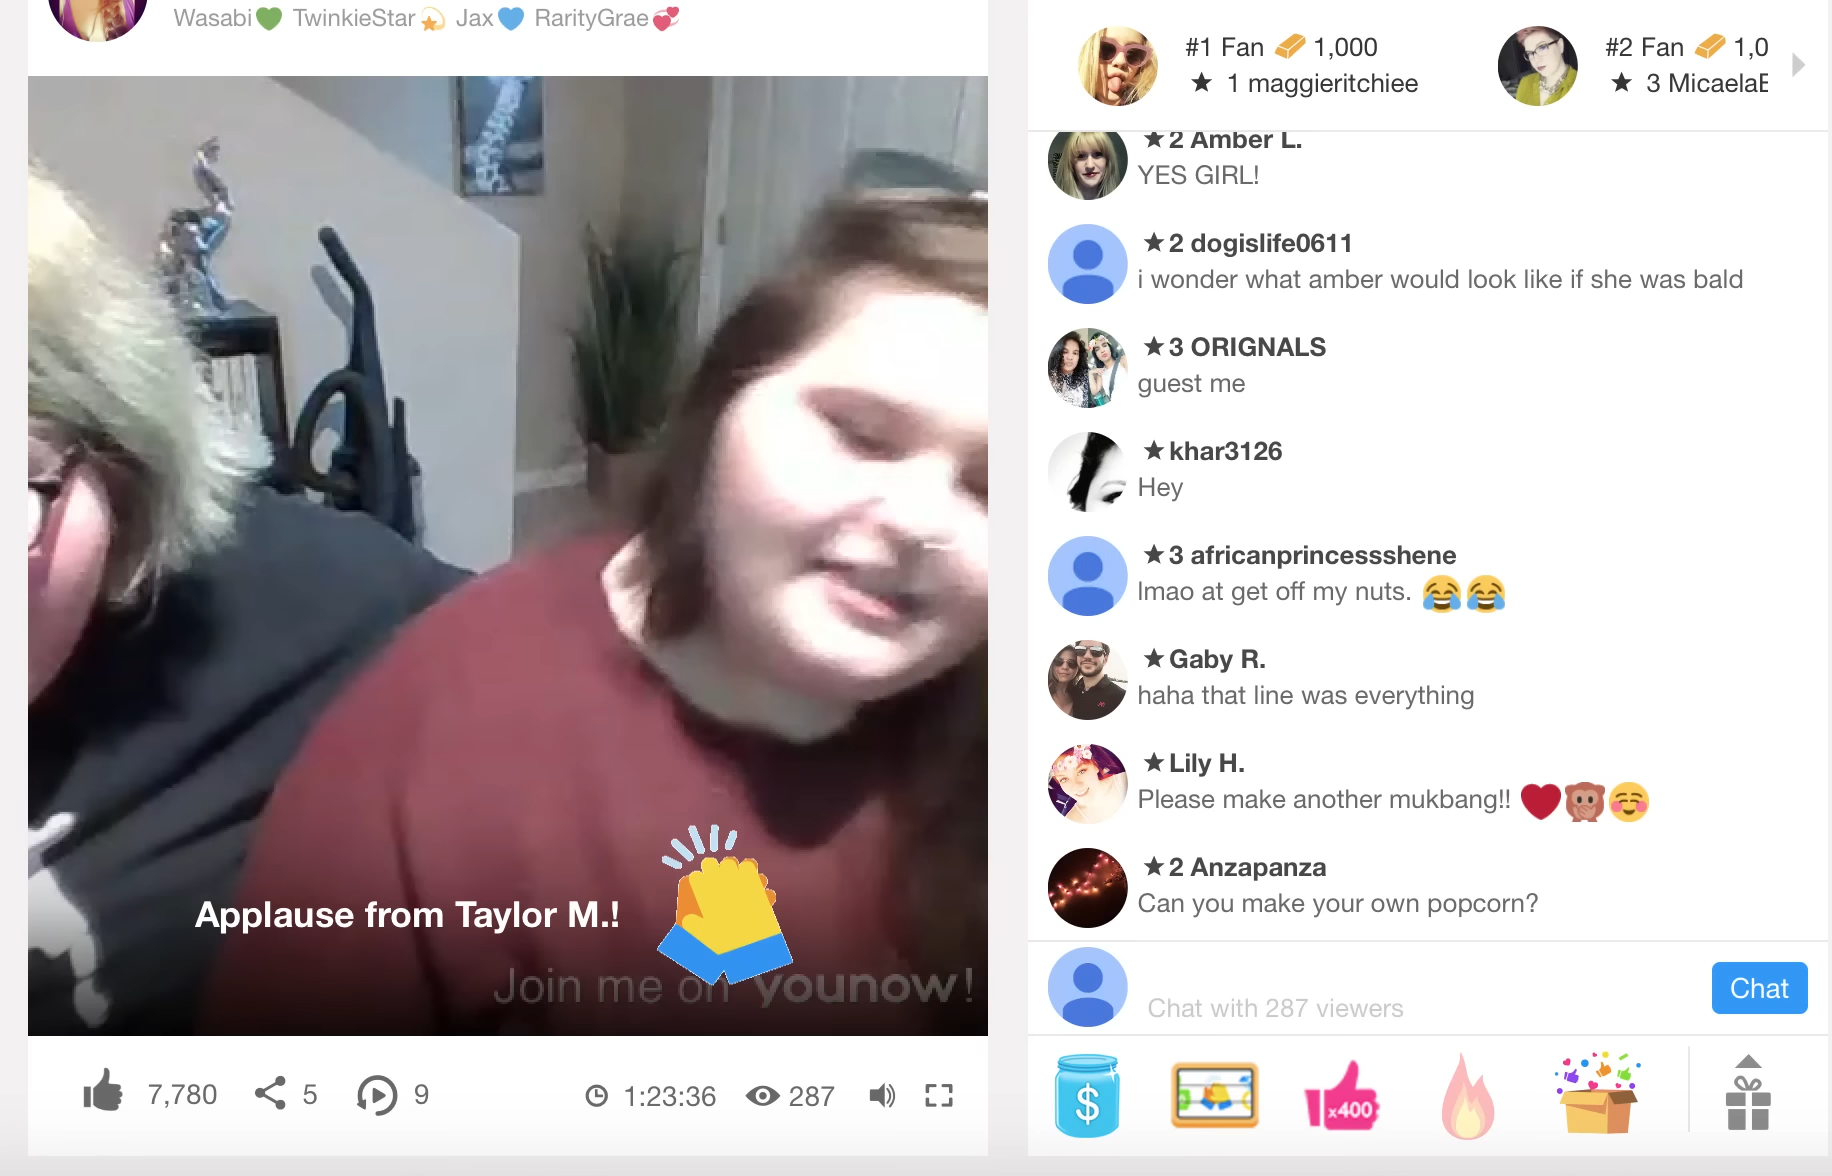 Wasabi💚 TwinkieStar💫 Jax💙 RarityGrae💞
#1 Fan 1,000
★ 1 maggieritchiee
#2 Fan 1,0
★ 3 MicaelaE
★2 Amber L.
YES GIRL!
★2 dogislife0611
i wonder what amber would look like if she was bald
★3 ORIGNALS
guest me
★khar3126
Hey
★3 africanprincessshene
lmao at get off my nuts. 😂😂
★Gaby R.
haha that line was everything
★Lily H.
Please make another mukbang!! ❤️🙊☺️
★2 Anzapanza
Can you make your own popcorn?
Applause from Taylor M.!
Join me on younow!
Chat with 287 viewers
Chat
7,780
5
9
1:23:36
287
$
x400